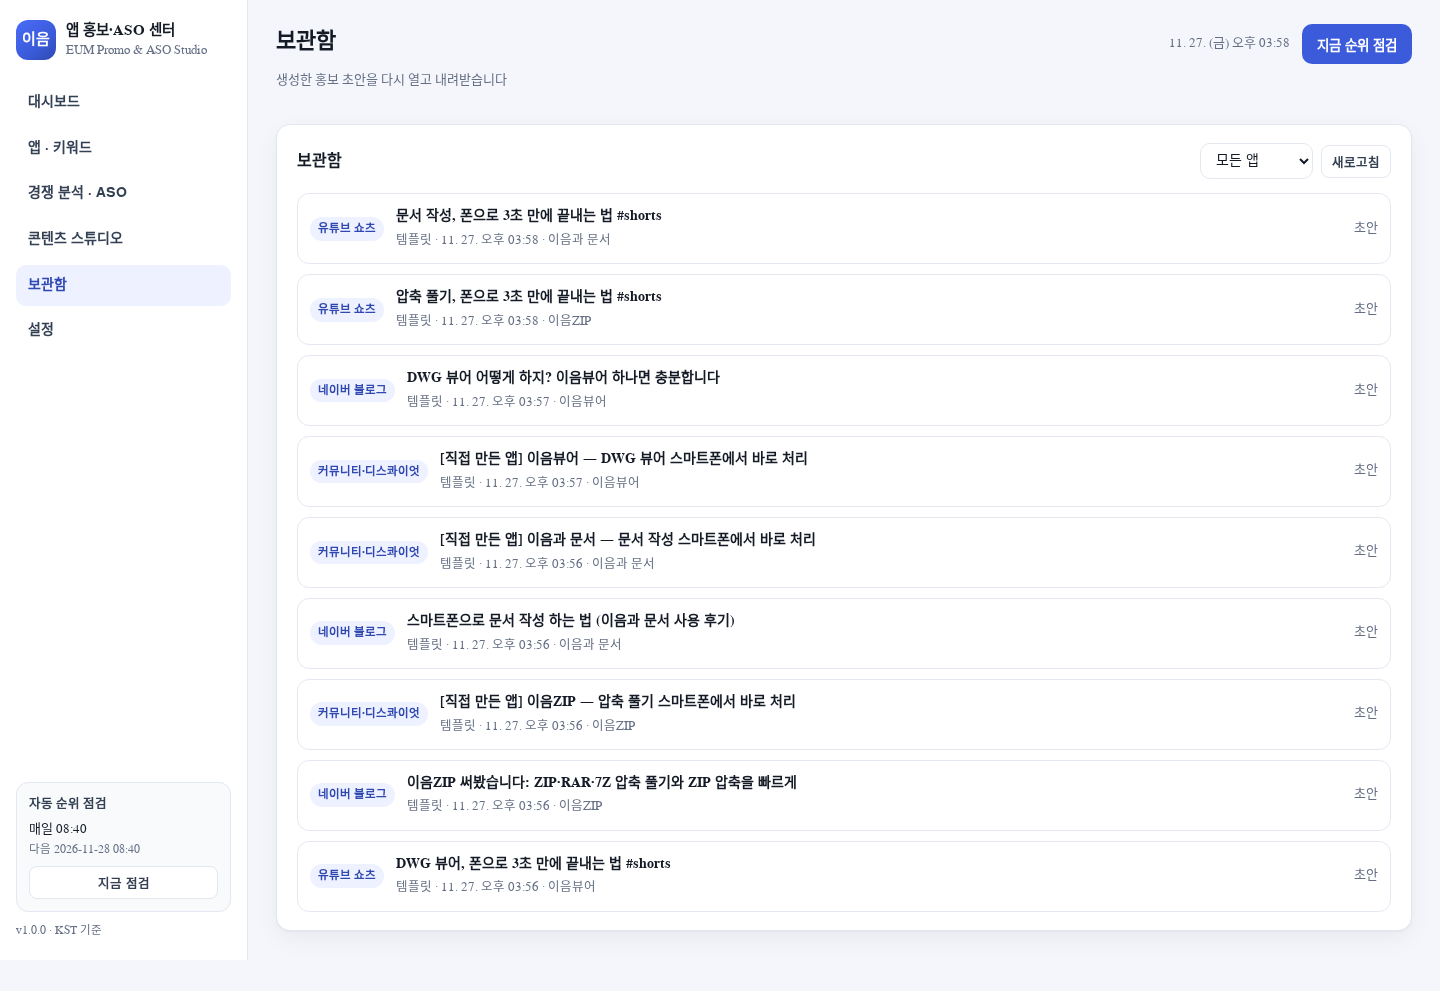 이음
앱 홍보·ASO 센터
EUM Promo & ASO Studio
대시보드
앱 · 키워드
경쟁 분석 · ASO
콘텐츠 스튜디오
보관함
설정
자동 순위 점검
매일 08:40
다음 2026-11-28 08:40
지금 점검
v1.0.0 · KST 기준
보관함
생성한 홍보 초안을 다시 열고 내려받습니다
11. 27. (금) 오후 03:58
지금 순위 점검
보관함
모든 앱
새로고침
유튜브 쇼츠
문서 작성, 폰으로 3초 만에 끝내는 법 #shorts
템플릿 · 11. 27. 오후 03:58 · 이음과 문서
초안
유튜브 쇼츠
압축 풀기, 폰으로 3초 만에 끝내는 법 #shorts
템플릿 · 11. 27. 오후 03:58 · 이음ZIP
초안
네이버 블로그
DWG 뷰어 어떻게 하지? 이음뷰어 하나면 충분합니다
템플릿 · 11. 27. 오후 03:57 · 이음뷰어
초안
커뮤니티·디스콰이엇
[직접 만든 앱] 이음뷰어 — DWG 뷰어 스마트폰에서 바로 처리
템플릿 · 11. 27. 오후 03:57 · 이음뷰어
초안
커뮤니티·디스콰이엇
[직접 만든 앱] 이음과 문서 — 문서 작성 스마트폰에서 바로 처리
템플릿 · 11. 27. 오후 03:56 · 이음과 문서
초안
네이버 블로그
스마트폰으로 문서 작성 하는 법 (이음과 문서 사용 후기)
템플릿 · 11. 27. 오후 03:56 · 이음과 문서
초안
커뮤니티·디스콰이엇
[직접 만든 앱] 이음ZIP — 압축 풀기 스마트폰에서 바로 처리
템플릿 · 11. 27. 오후 03:56 · 이음ZIP
초안
네이버 블로그
이음ZIP 써봤습니다: ZIP·RAR·7Z 압축 풀기와 ZIP 압축을 빠르게
템플릿 · 11. 27. 오후 03:56 · 이음ZIP
초안
유튜브 쇼츠
DWG 뷰어, 폰으로 3초 만에 끝내는 법 #shorts
템플릿 · 11. 27. 오후 03:56 · 이음뷰어
초안